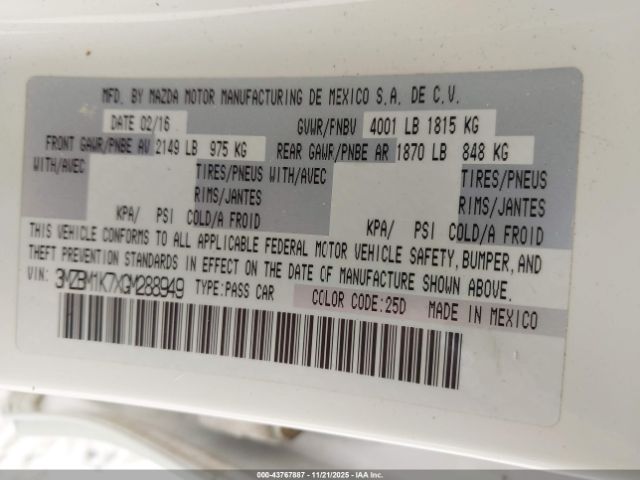 MFD. BY MAZDA MOTOR MANUFACTURING DE MEXICO S.A. DE C.V.
DATE 02/16 GVWR/PNBV 4001 LB 1815 KG
FRONT GAWR/PNBE AV 2149 LB 975 KG REAR GAWR/PNBE AR 1870 LB 848 KG
WITH/AVEC TIRES/PNEUS WITH/AVEC TIRES/PNEUS
RIMS/JANTES RIMS/JANTES
KPA/ PSI COLD/A FROID KPA/ PSI COLD/A FROID
THIS VEHICLE CONFORMS TO ALL APPLICABLE FEDERAL MOTOR VEHICLE SAFETY, BUMPER, AND
THEFT PREVENTION STANDARDS IN EFFECT ON THE DATE OF MANUFACTURE SHOWN ABOVE.
VIN: 3MZBM1K7XGM288949 TYPE:PASS CAR COLOR CODE:25D MADE IN MEXICO
000-43767887 - 11/21/2025 - IAA Inc.